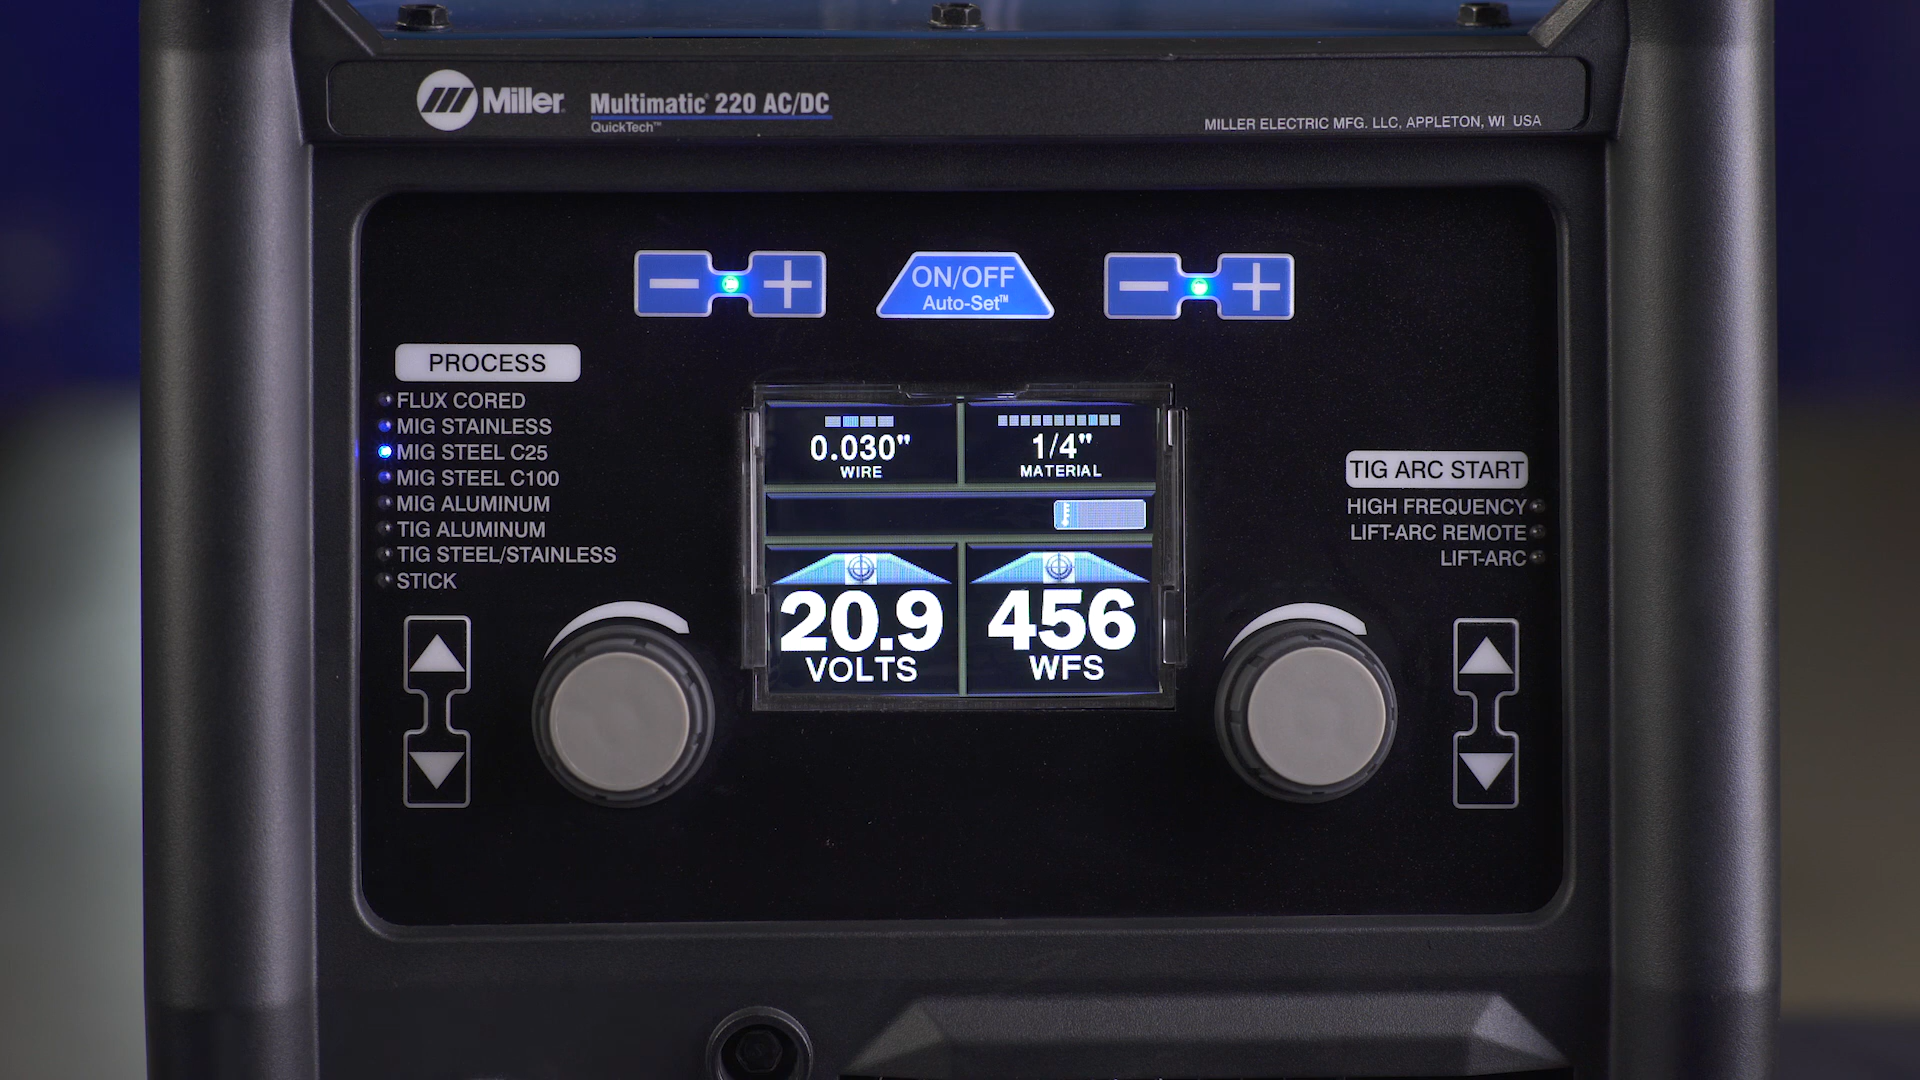 Miller
Multimatic® 220 AC/DC
QuickTech™
MILLER ELECTRIC MFG. LLC, APPLETON, WI USA
− +
ON/OFF
Auto-Set™
− +
PROCESS
FLUX CORED
MIG STAINLESS
MIG STEEL C25
MIG STEEL C100
MIG ALUMINUM
TIG ALUMINUM
TIG STEEL/STAINLESS
STICK
0.030"
WIRE
1/4"
MATERIAL
20.9
VOLTS
456
WFS
TIG ARC START
HIGH FREQUENCY
LIFT-ARC REMOTE
LIFT-ARC